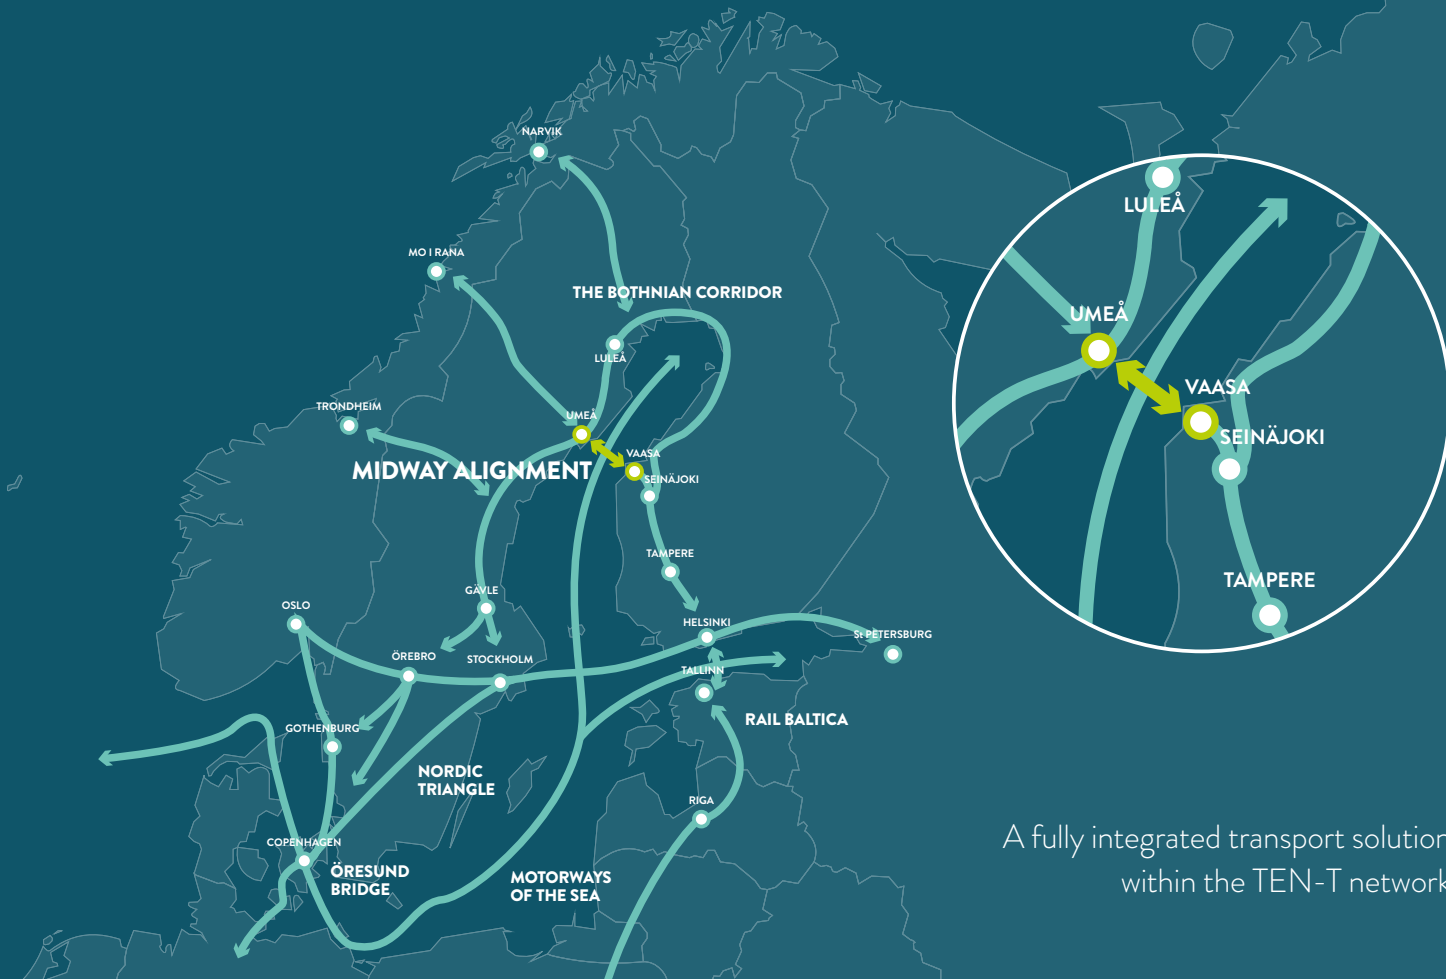 NARVIK
MO I RANA
THE BOTHNIAN CORRIDOR
LULEÅ
TRONDHEIM
UMEÅ
MIDWAY ALIGNMENT
VAASA
SEINÄJOKI
TAMPERE
GÄVLE
OSLO
HELSINKI
St PETERSBURG
ÖREBRO
STOCKHOLM
TALLINN
GOTHENBURG
RAIL BALTICA
NORDIC
TRIANGLE
RIGA
COPENHAGEN
ÖRESUND
BRIDGE
MOTORWAYS
OF THE SEA
LULEÅ
UMEÅ
VAASA
SEINÄJOKI
TAMPERE
A fully integrated transport solution
within the TEN-T network